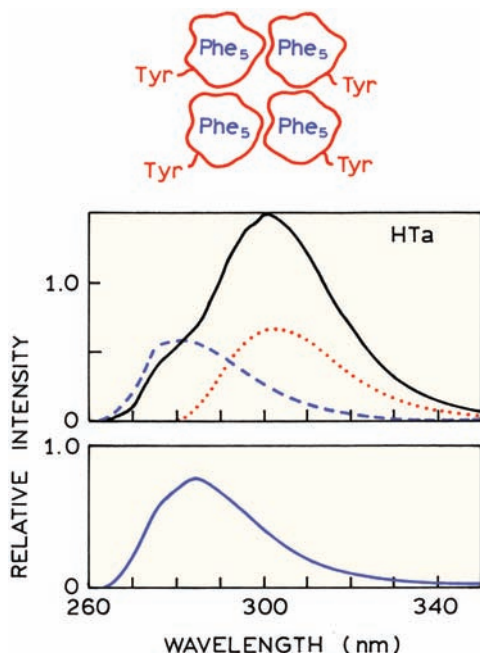 Phe₅ Phe₅
Tyr Tyr
Phe₅ Phe₅
Tyr Tyr
HTa
1.0
0
1.0
0
RELATIVE INTENSITY
260 300 340
WAVELENGTH (nm)